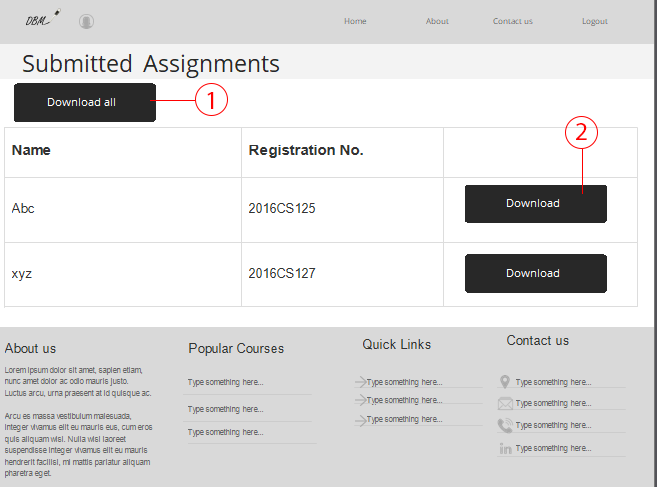 DBM
Home About Contact us Logout
Submitted Assignments
Download all
1
2
Name Registration No.
Abc 2016CS125 Download
xyz 2016CS127 Download
About us
Lorem ipsum dolor sit amet, sapien etiam,
nunc amet dolor ac odio mauris justo.
Luctus arcu, urna praesent at id quisque ac.
Arcu es massa vestibulum malesuada,
integer vivamus elit eu mauris eus, cum eros
quis aliquam wisi. Nulla wisi laoreet
suspendisse integer vivamus elit eu mauris
hendrerit facilisi, mi mattis pariatur aliquam
pharetra eget.
Popular Courses
Type something here...
Type something here...
Type something here...
Quick Links
Type something here...
Type something here...
Type something here...
Contact us
Type something here...
Type something here...
Type something here...
in Type something here...